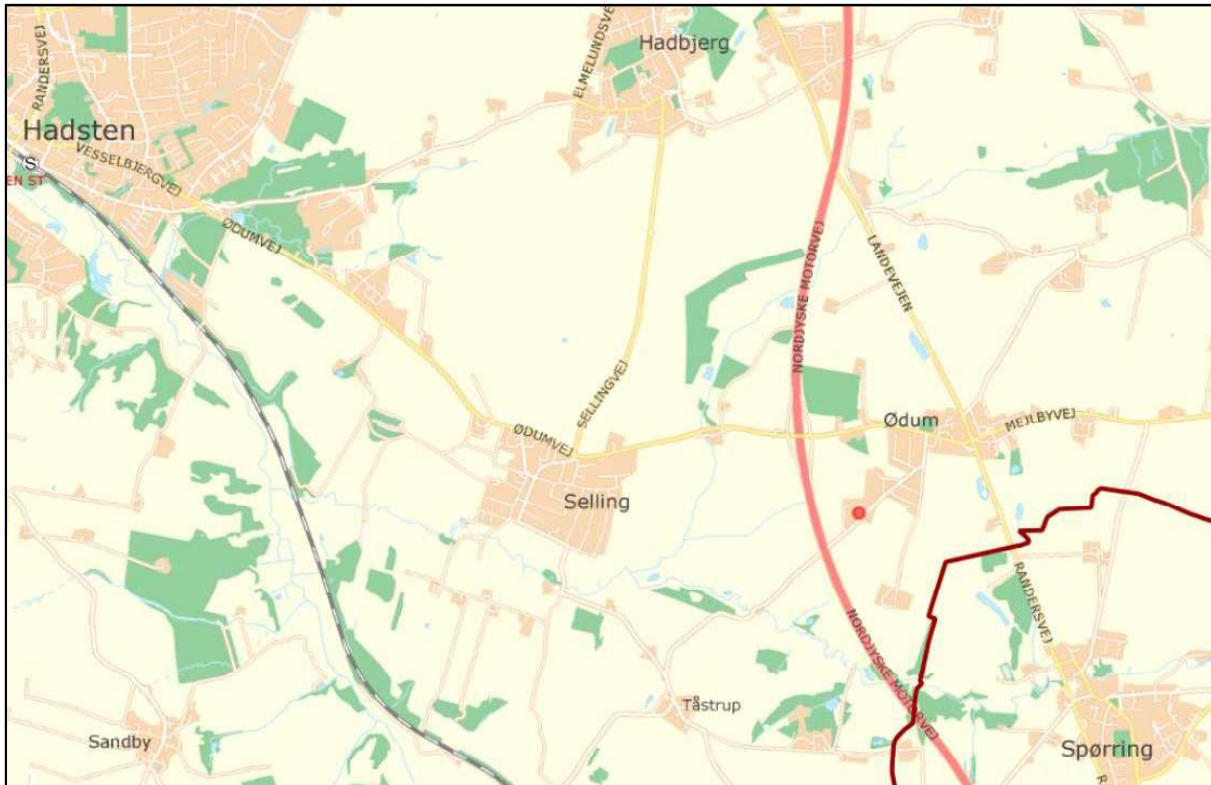 ELMELUNDSVE
Hadbjerg
RANDERSVEJ
Hadsten
VESSELBJERGVEJ
S
EN ST
ØDUMVEJ
NORDJYSKE MOTORVEJ
LANDEVEJEN
SELLINGVEJ
ØDUMVEJ
Ødum
MEJLBYVEJ
Selling
RANDERSVEJ
NORDJYSKE MOTORVEJ
Tåstrup
Sandby
Spørring
R